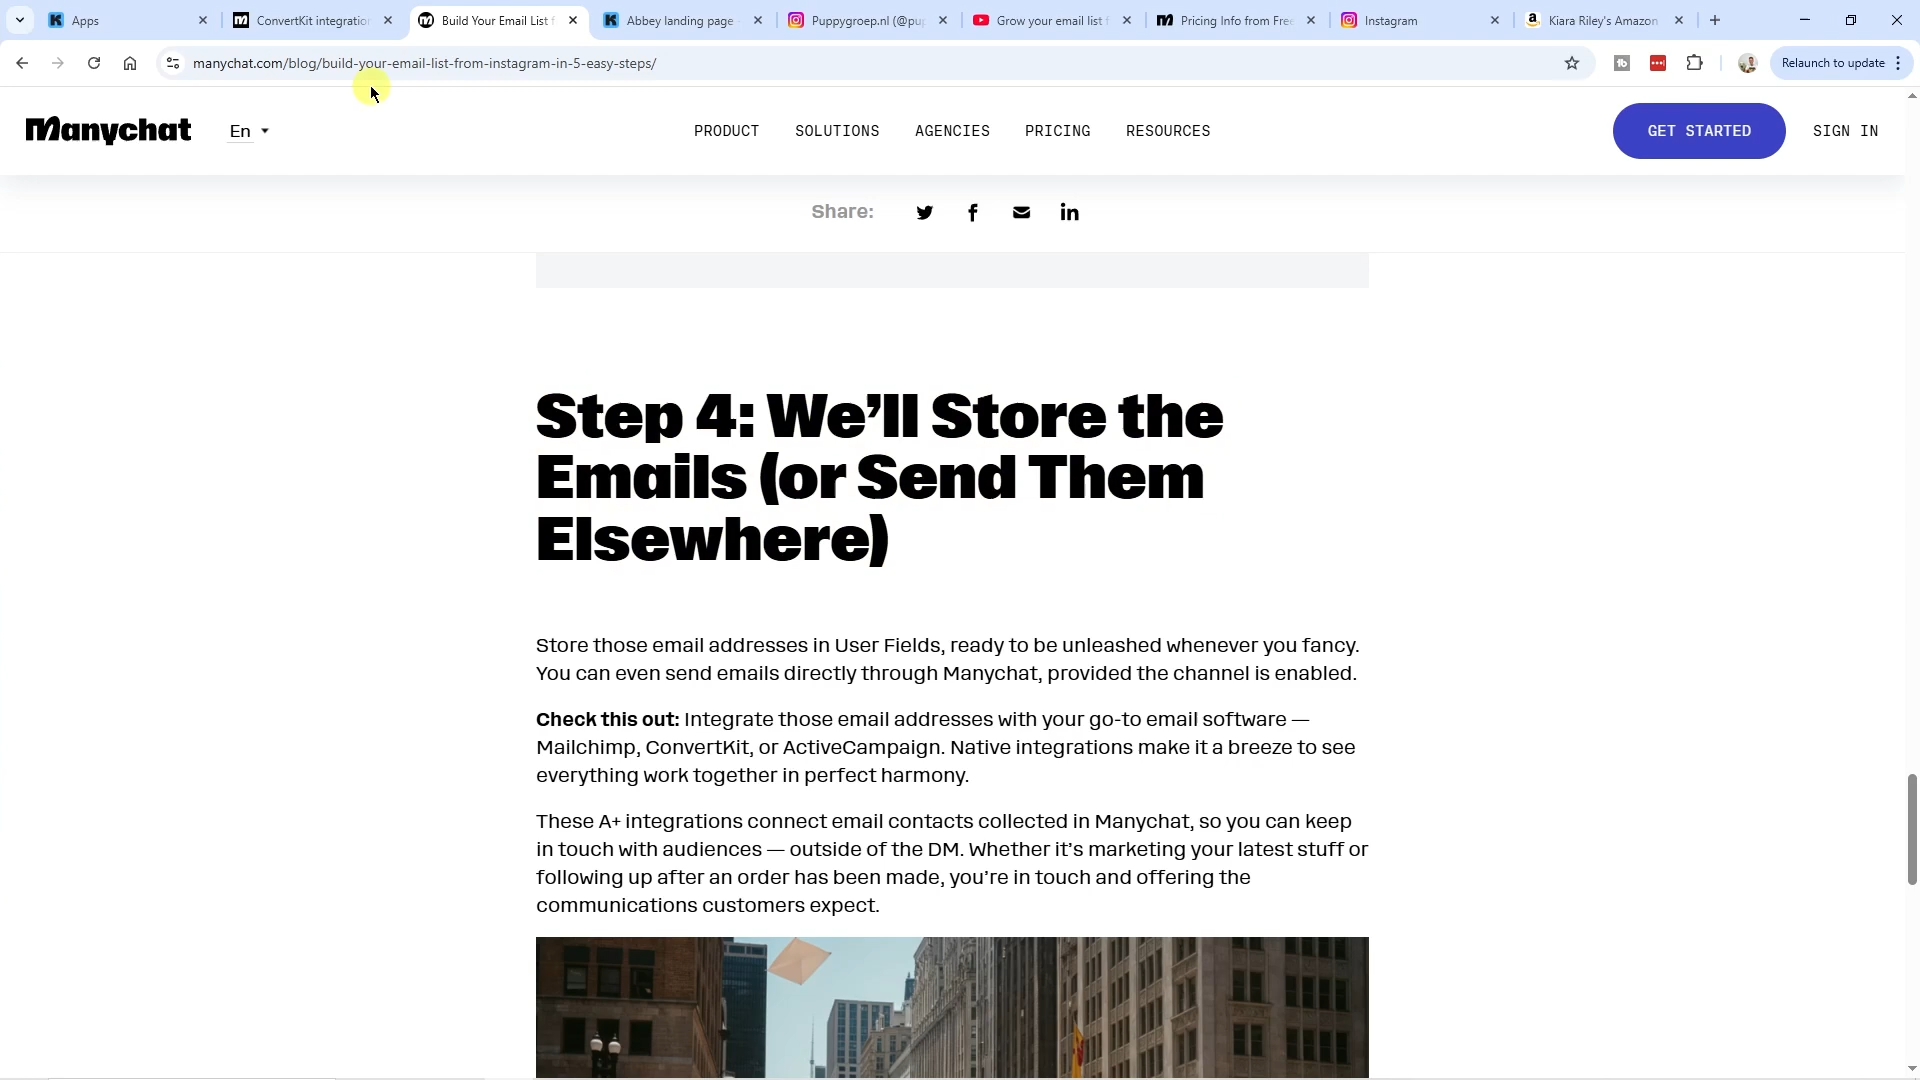 Apps
ConvertKit integration
Build Your Email List f
Abbey landing page -
Puppygroep.nl (@pup
Grow your email list f
Pricing Info from Free
Instagram
Kiara Riley's Amazon
manychat.com/blog/build-your-email-list-from-instagram-in-5-easy-steps/
Relaunch to update
Manychat
En
PRODUCT
SOLUTIONS
AGENCIES
PRICING
RESOURCES
GET STARTED
SIGN IN
Share:
Step 4: We’ll Store the
Emails (or Send Them
Elsewhere)
Store those email addresses in User Fields, ready to be unleashed whenever you fancy.
You can even send emails directly through Manychat, provided the channel is enabled.
Check this out: Integrate those email addresses with your go-to email software —
Mailchimp, ConvertKit, or ActiveCampaign. Native integrations make it a breeze to see
everything work together in perfect harmony.
These A+ integrations connect email contacts collected in Manychat, so you can keep
in touch with audiences — outside of the DM. Whether it’s marketing your latest stuff or
following up after an order has been made, you’re in touch and offering the
communications customers expect.